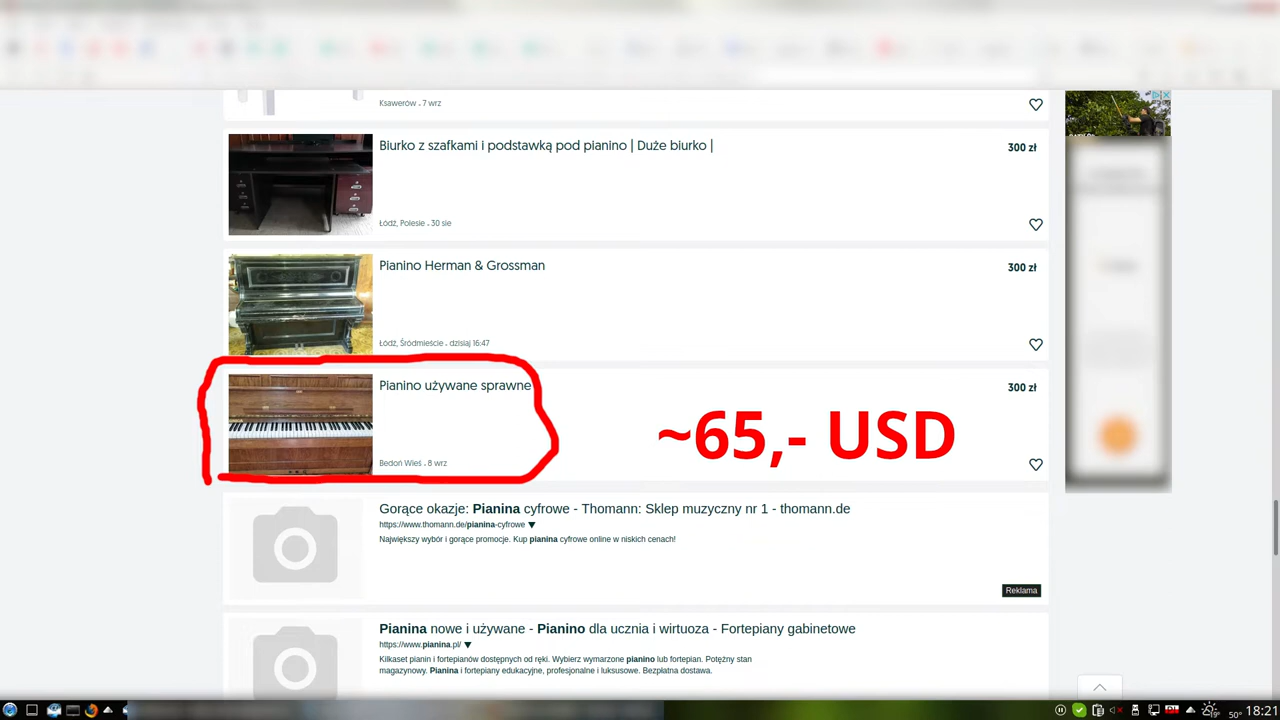 Ksawerów - 7 wrz
Biurko z szafkami i podstawką pod pianino | Duże biurko |
300 zł
Łódź, Polesie - 30 sie
Pianino Herman & Grossman
300 zł
Łódź, Śródmieście - dzisiaj 16:47
Pianino używane sprawne
300 zł
~65,- USD
Bedoń Wieś - 8 wrz
Gorące okazje: Pianina cyfrowe - Thomann: Sklep muzyczny nr 1 - thomann.de
https://www.thomann.de/pianina-cyfrowe ▼
Największy wybór i gorące promocje. Kup pianina cyfrowe online w niskich cenach!
Reklama
Pianina nowe i używane - Pianino dla ucznia i wirtuoza - Fortepiany gabinetowe
https://www.pianina.pl/ ▼
Kilkaset pianin i fortepianów dostępnych od ręki. Wybierz wymarzone pianino lub fortepian. Potężny stan
magazynowy. Pianina i fortepiany edukacyjne, profesjonalne i luksusowe. Bezpłatna dostawa.
19° 50° 18:21